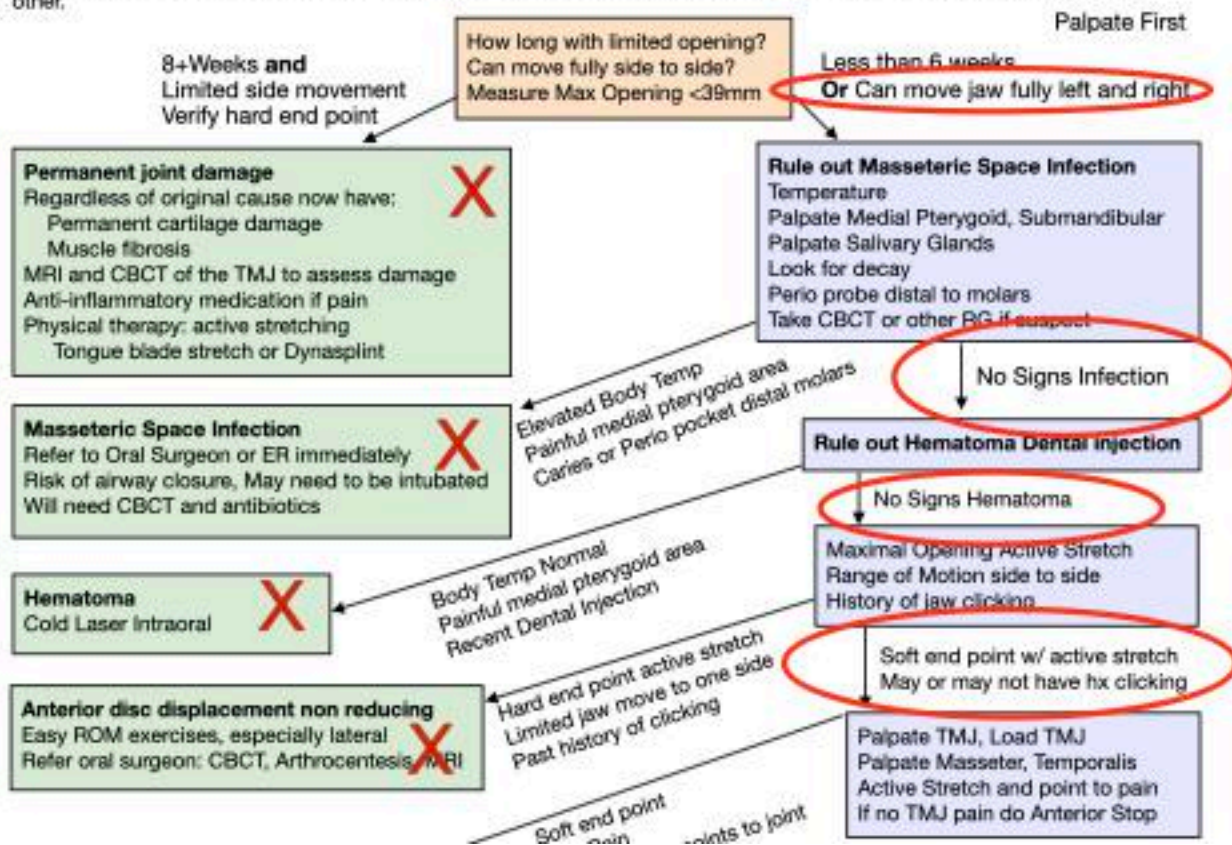 other.
Palpate First
How long with limited opening?
Can move fully side to side?
Measure Max Opening <39mm
8+Weeks and
Limited side movement
Verify hard end point
Less than 6 weeks
Or Can move jaw fully left and right
Permanent joint damage
Regardless of original cause now have:
Permanent cartilage damage
Muscle fibrosis
MRI and CBCT of the TMJ to assess damage
Anti-inflammatory medication if pain
Physical therapy: active stretching
Tongue blade stretch or Dynasplint
X
Rule out Masseteric Space Infection
Temperature
Palpate Medial Pterygoid, Submandibular
Palpate Salivary Glands
Look for decay
Perio probe distal to molars
Take CBCT or other RG if suspect
Elevated Body Temp
Painful medial pterygoid area
Caries or Perio pocket distal molars
No Signs Infection
Masseteric Space Infection
Refer to Oral Surgeon or ER immediately
Risk of airway closure, May need to be intubated
Will need CBCT and antibiotics
X
Rule out Hematoma Dental Injection
No Signs Hematoma
Body Temp Normal
Painful medial pterygoid area
Recent Dental Injection
Hematoma
Cold Laser Intraoral
X
Maximal Opening Active Stretch
Range of Motion side to side
History of jaw clicking
Hard end point active stretch
Limited jaw move to one side
Past history of clicking
Soft end point w/ active stretch
May or may not have hx clicking
Anterior disc displacement non reducing
Easy ROM exercises, especially lateral
Refer oral surgeon: CBCT, Arthrocentesis, MRI
X
Palpate TMJ, Load TMJ
Palpate Masseter, Temporalis
Active Stretch and point to pain
If no TMJ pain do Anterior Stop
Soft end point
points to joint